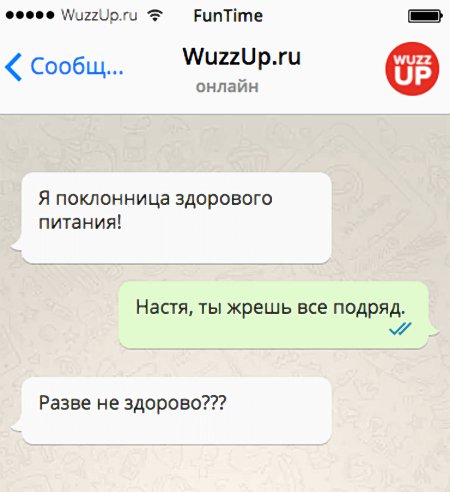 WuzzUp.ru FunTime
Сообщ... WuzzUp.ru
онлайн
WUZZ
UP
Я поклонница здорового
питания!
Настя, ты жрешь все подряд.
Разве не здорово???